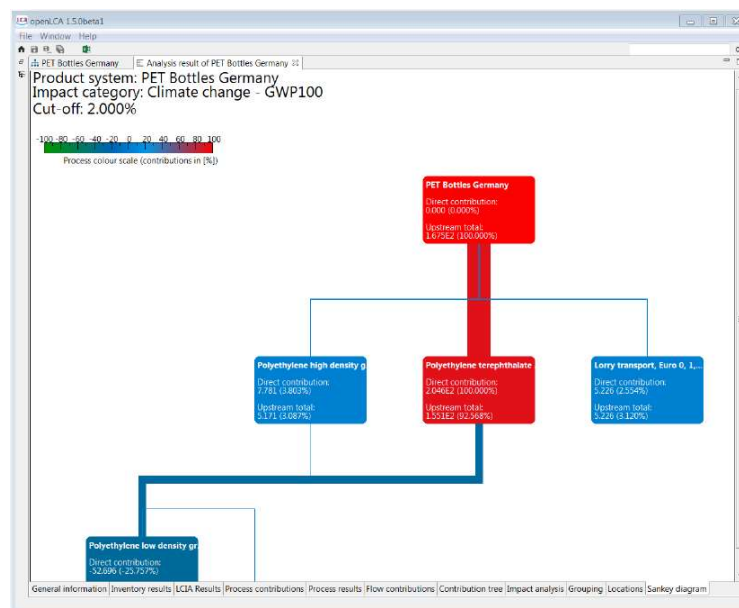 openLCA 1.5.0beta1
File Window Help
PET Bottles Germany
Analysis result of PET Bottles Germany
Product system: PET Bottles Germany
Impact category: Climate change - GWP100
Cut-off: 2.000%
-100 -80 -60 -40 -20 0 20 40 60 80 100
Process colour scale (contributions in [%])
PET Bottles Germany
Direct contribution:
0.000 (0.000%)
Upstream total:
1.675E2 (100.000%)
Polyethylene high density g.
Direct contribution:
7.781 (3.803%)
Upstream total:
5.171 (3.087%)
Polyethylene terephthalate
Direct contribution:
2.046E2 (100.000%)
Upstream total:
1.551E2 (92.568%)
Lorry transport, Euro 0, 1,...
Direct contribution:
5.226 (2.554%)
Upstream total:
5.226 (3.120%)
Polyethylene low density gr.
Direct contribution:
-52.696 (-25.757%)
General information Inventory results LCIA Results Process contributions Process results Flow contributions Contribution tree Impact analysis Grouping Locations Sankey diagram